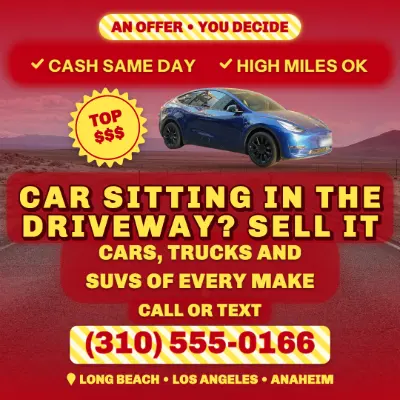 AN OFFER • YOU DECIDE
✓ CASH SAME DAY ✓ HIGH MILES OK
TOP
$$$
CAR SITTING IN THE
DRIVEWAY? SELL IT
CARS, TRUCKS AND
SUVS OF EVERY MAKE
CALL OR TEXT
(310) 555-0166
LONG BEACH • LOS ANGELES • ANAHEIM